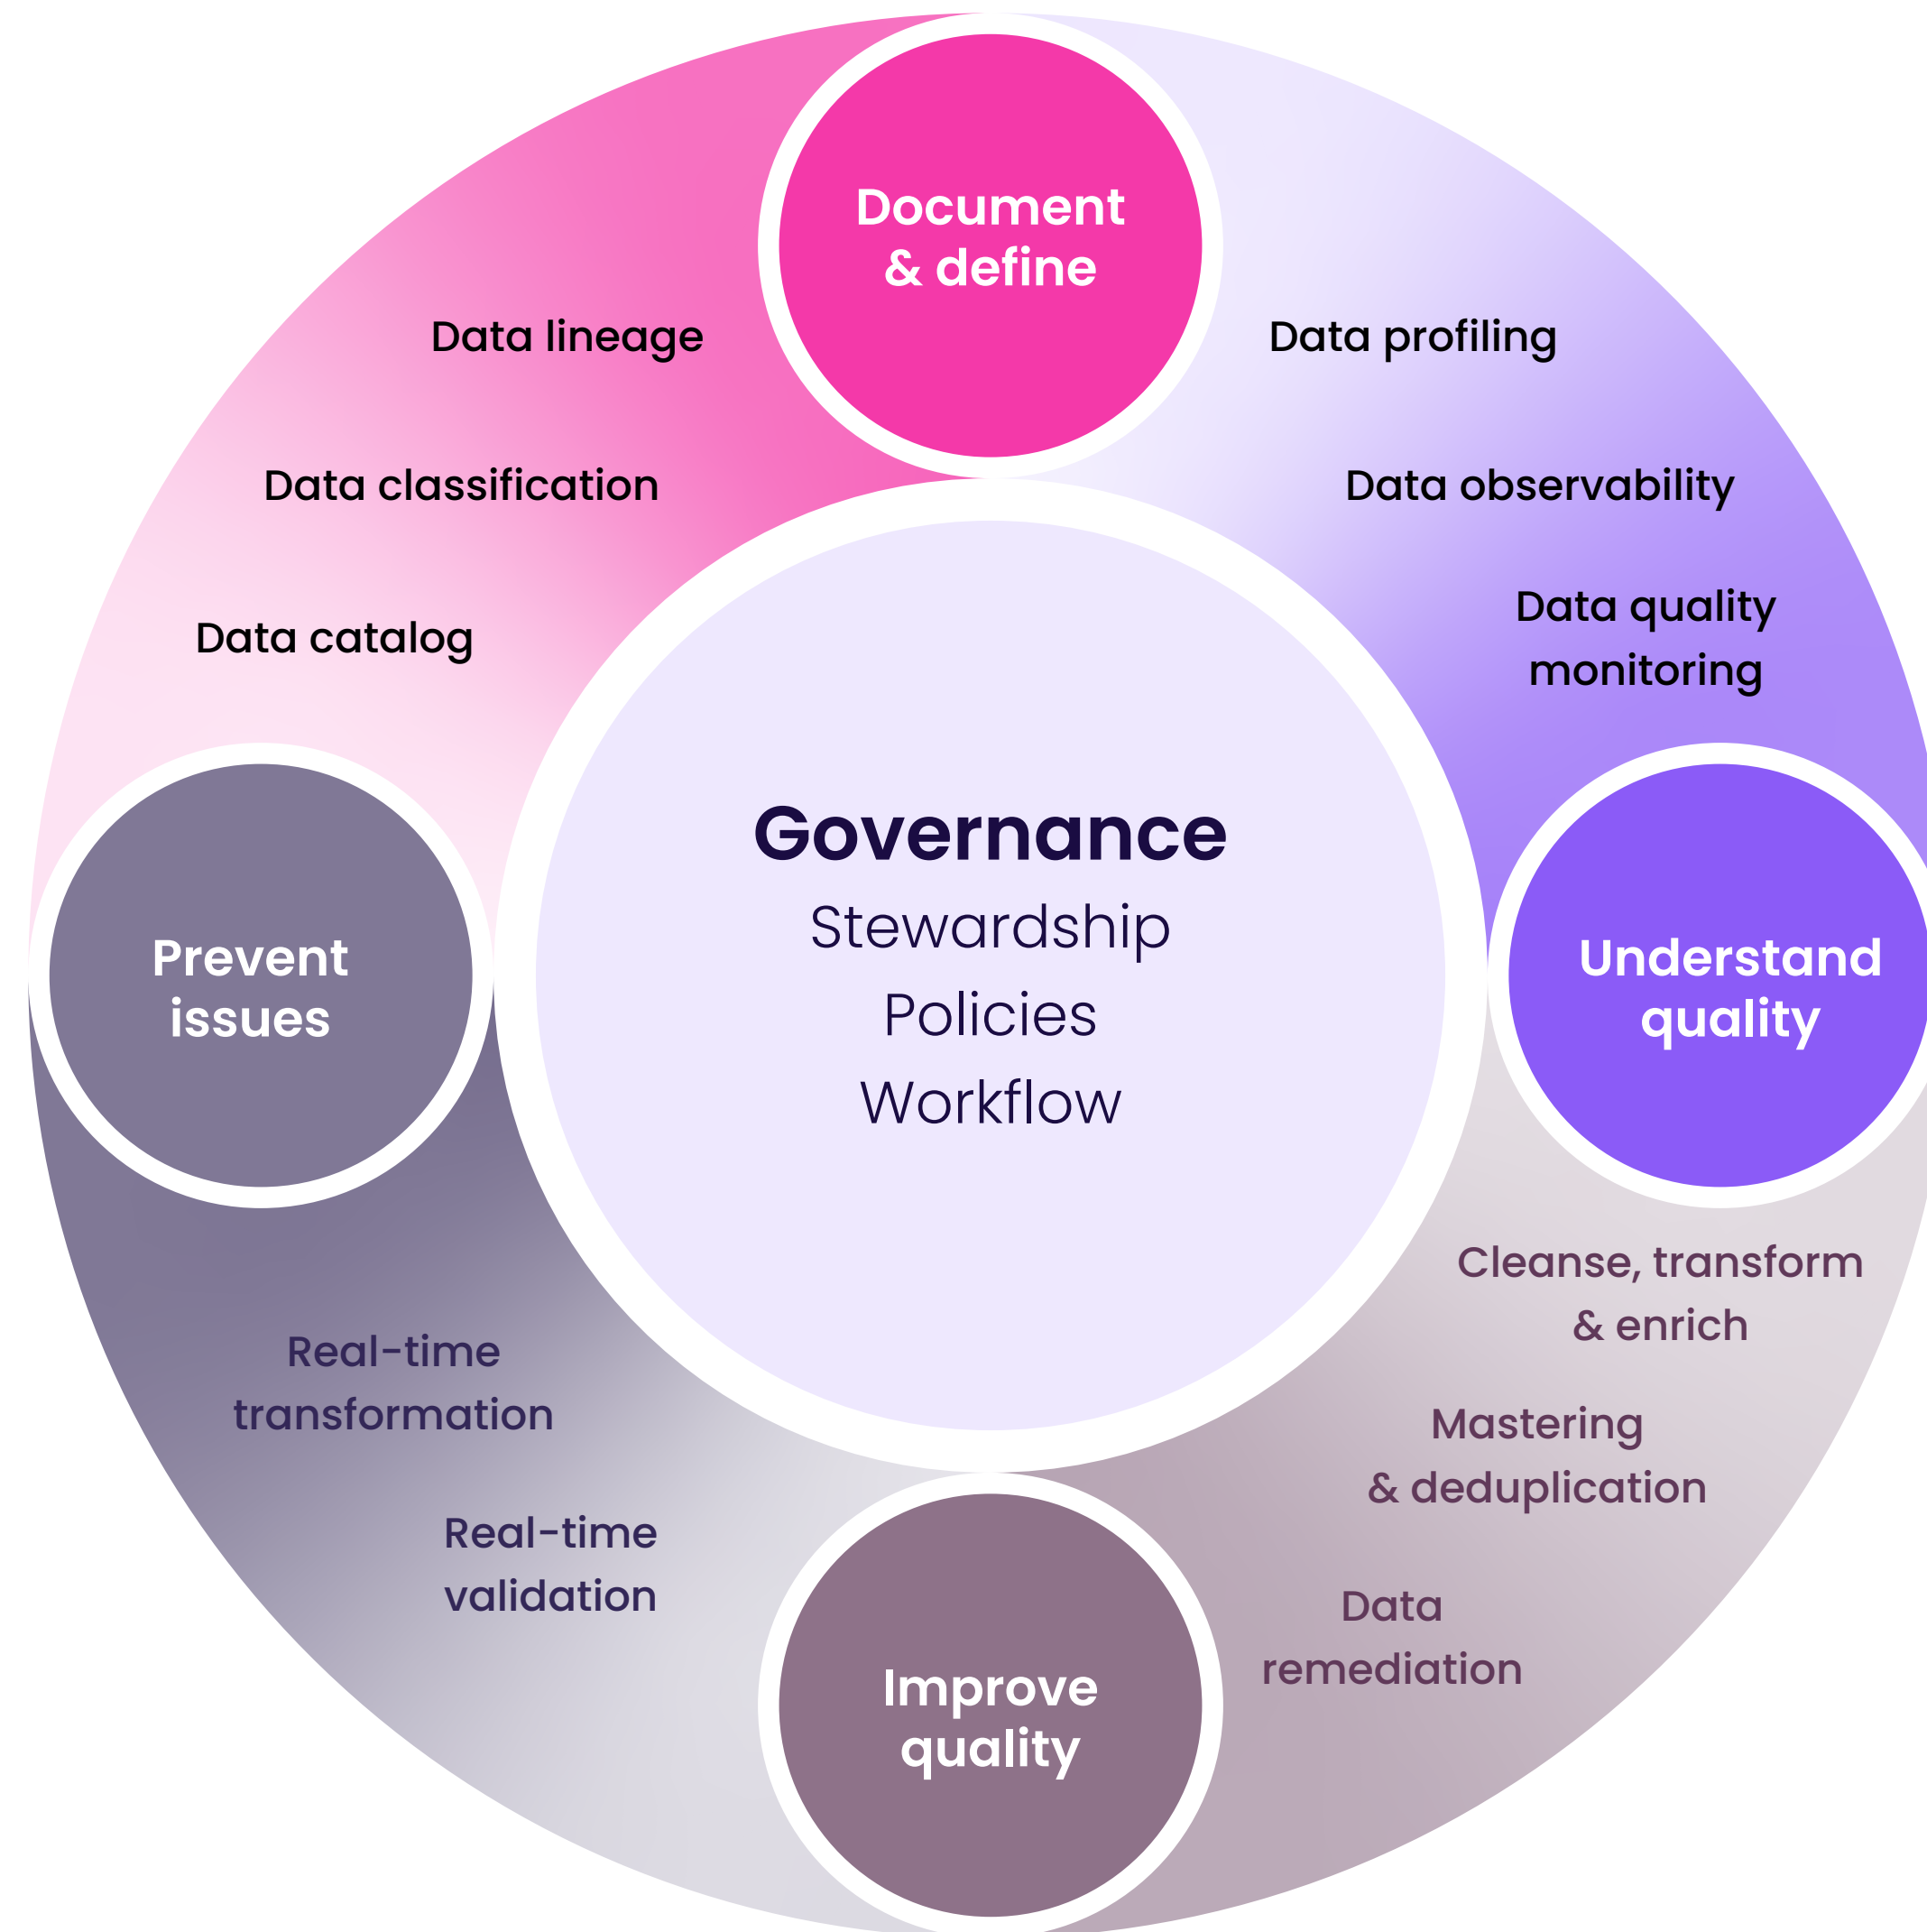 Document
& define
Data lineage
Data profiling
Data classification
Data observability
Data catalog
Data quality
monitoring
Governance
Stewardship
Policies
Workflow
Prevent
issues
Understand
quality
Cleanse, transform
& enrich
Real-time
transformation
Mastering
& deduplication
Real-time
validation
Data
remediation
Improve
quality